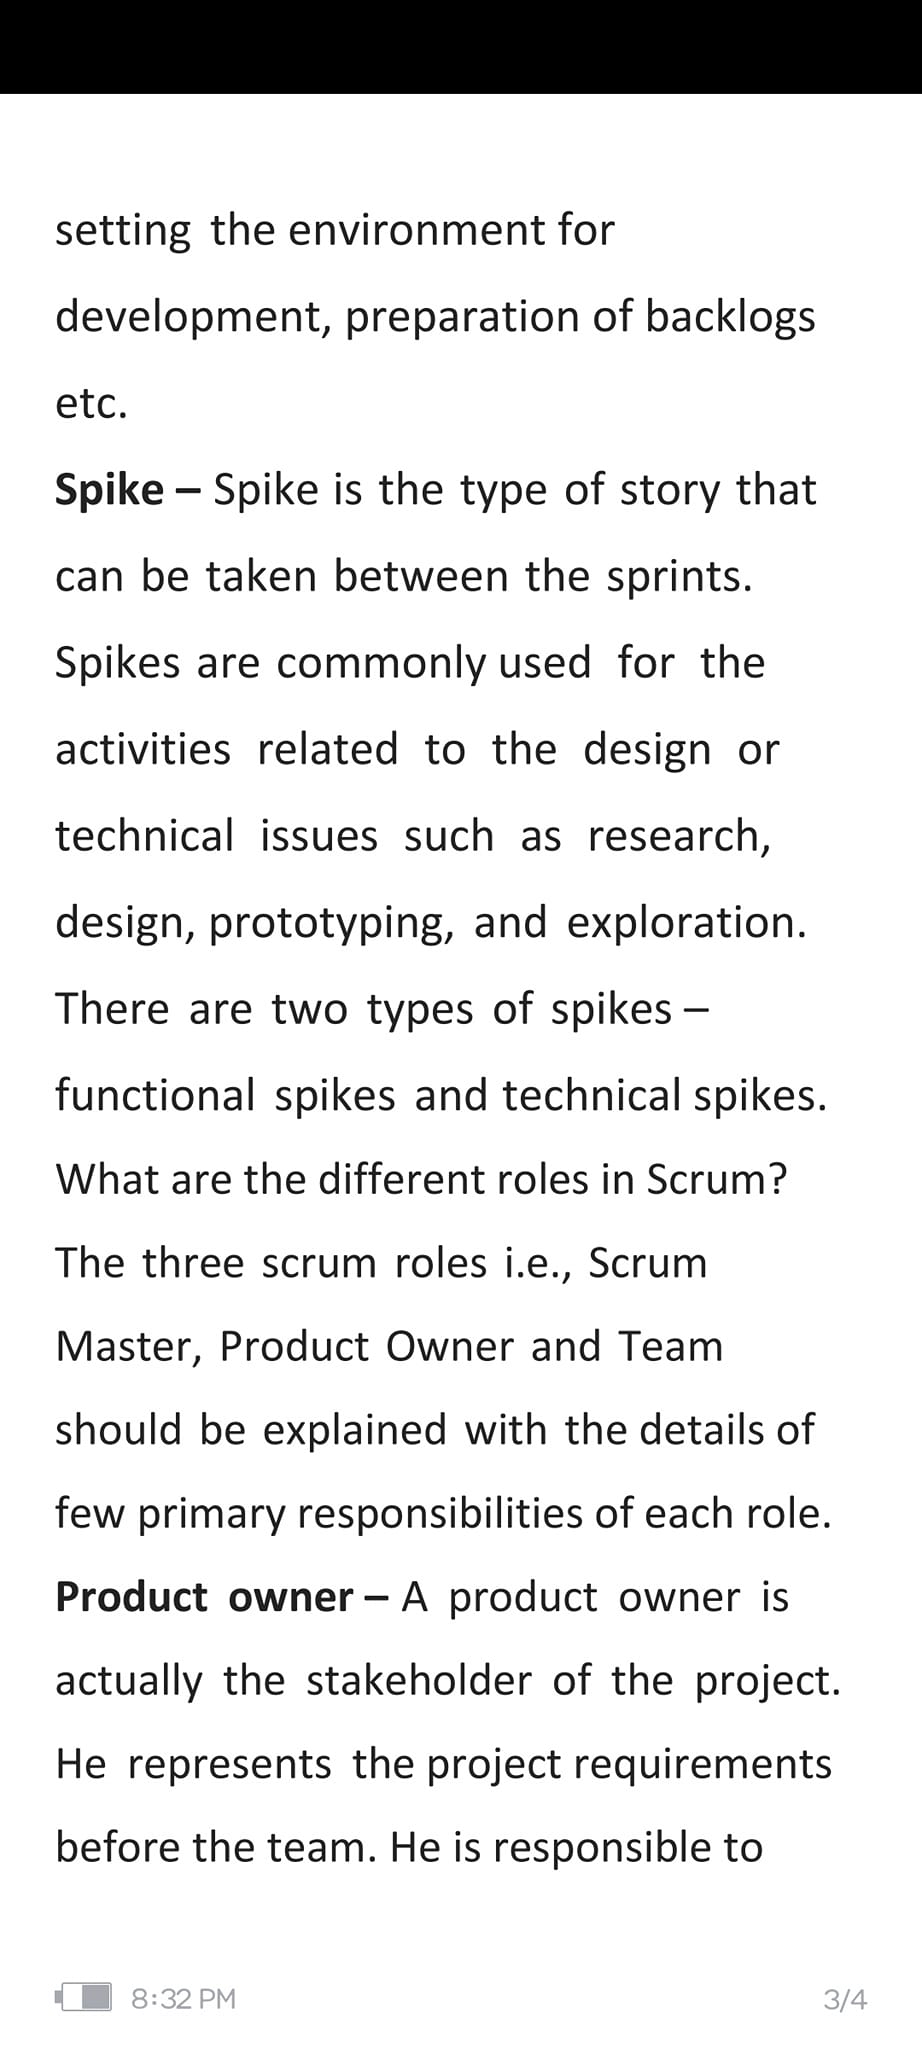 setting the environment for
development, preparation of backlogs
etc.
Spike – Spike is the type of story that
can be taken between the sprints.
Spikes are commonly used for the
activities related to the design or
technical issues such as research,
design, prototyping, and exploration.
There are two types of spikes –
functional spikes and technical spikes.
What are the different roles in Scrum?
The three scrum roles i.e., Scrum
Master, Product Owner and Team
should be explained with the details of
few primary responsibilities of each role.
Product owner – A product owner is
actually the stakeholder of the project.
He represents the project requirements
before the team. He is responsible to
8:32 PM
3/4